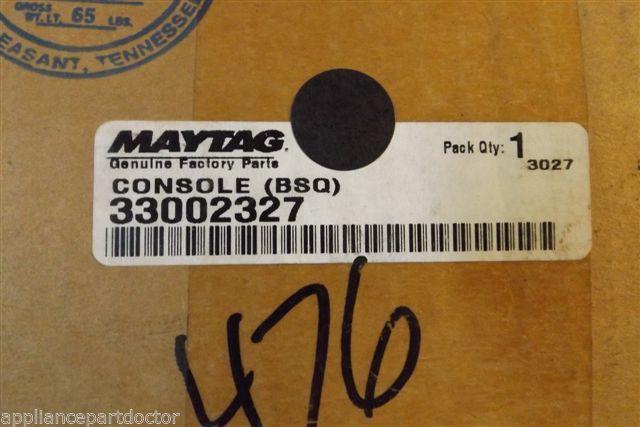 GROSS
WT. LT. 65 LBS.
EASANT, TENNESSEE
MAYTAG®
Genuine Factory Parts
Pack Qty: 1
3027
CONSOLE (BSQ)
33002327
476
appliancepartdoctor